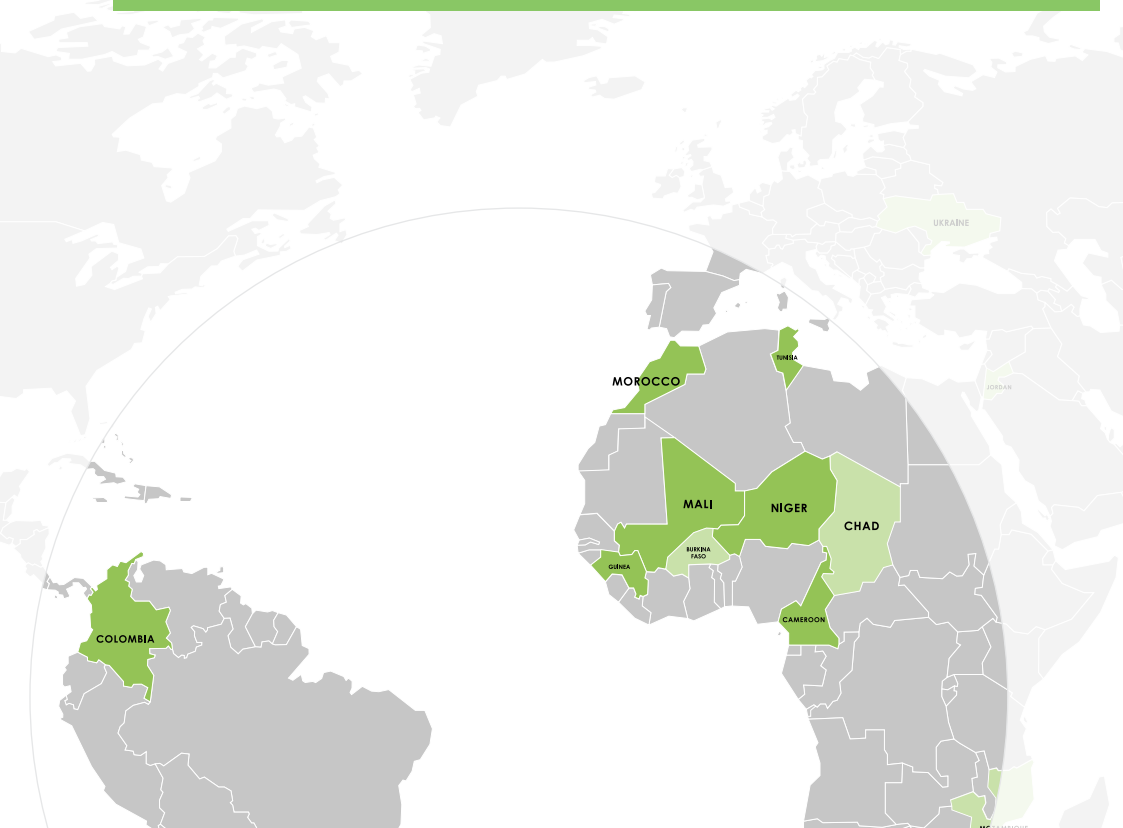 UKRAINE
TUNISIA
MOROCCO
JORDAN
MALI
NIGER
CHAD
BURKINA
FASO
GUINEA
CAMEROON
COLOMBIA